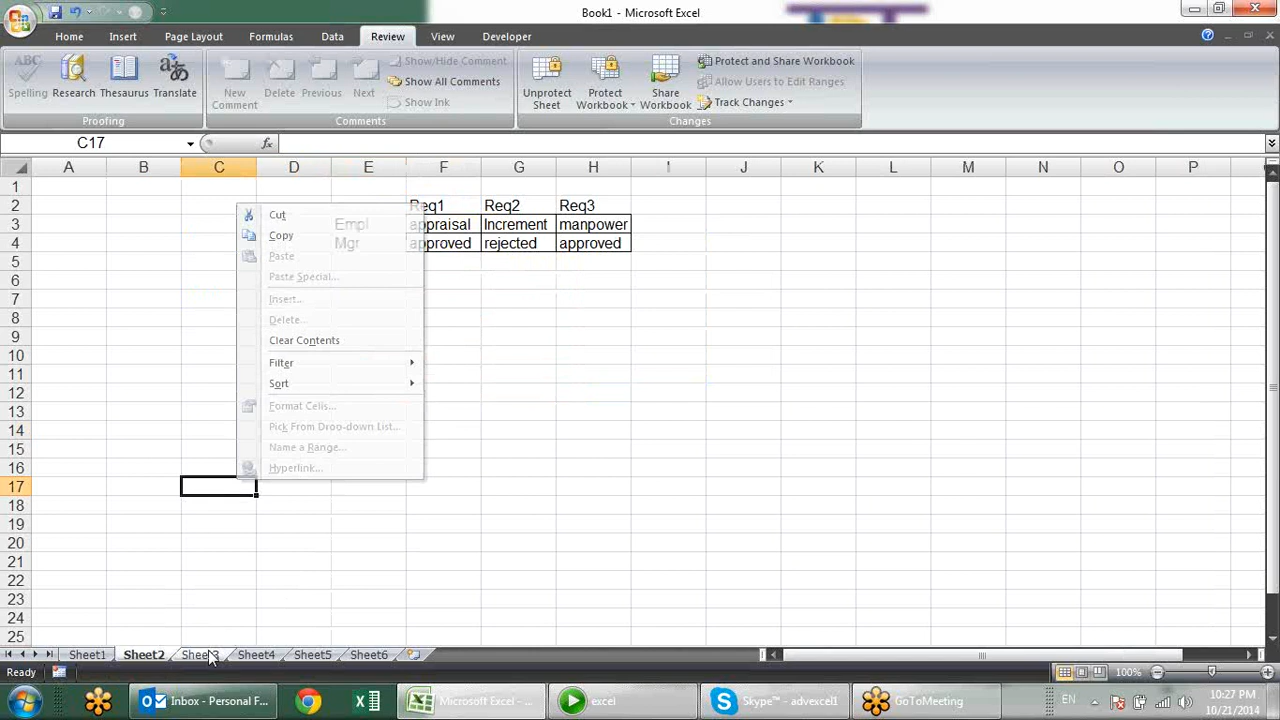 Book1 - Microsoft Excel
Home Insert Page Layout Formulas Data Review View Developer
ABC
Spelling Research Thesaurus Translate
Proofing
New Comment Delete Previous Next
Show/Hide Comment
Show All Comments
Show Ink
Comments
Unprotect Sheet Protect Workbook Share Workbook
Protect and Share Workbook
Allow Users to Edit Ranges
Track Changes
Changes
C17 fx
A B C D E F G H I J K L M N O P
1
2 Req1 Req2 Req3
3 Empl appraisal Increment manpower
4 Mgr approved rejected approved
5
6
7
8
9
10
11
12
13
14
15
16
17
18
19
20
21
22
23
24
25
Cut
Copy
Paste
Paste Special...
Insert...
Delete...
Clear Contents
Filter
Sort
Format Cells...
Pick From Drop-down List...
Name a Range...
Hyperlink...
Sheet1 Sheet2 Sheet3 Sheet4 Sheet5 Sheet6
Ready 100%
Inbox - Personal F... Microsoft Excel - ... excel Skype™ - advexcel1 GoToMeeting EN 10:27 PM
10/21/2014